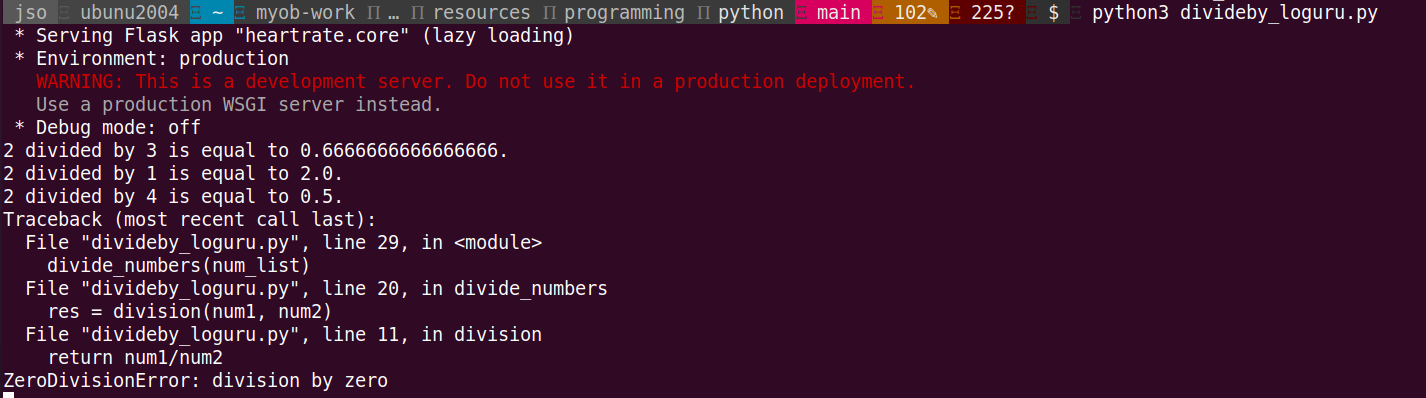 jso ubunu2004 ~ myob-work … resources programming python main 102✎ 225? $ python3 divideby_loguru.py
* Serving Flask app "heartrate.core" (lazy loading)
* Environment: production
WARNING: This is a development server. Do not use it in a production deployment.
Use a production WSGI server instead.
* Debug mode: off
2 divided by 3 is equal to 0.6666666666666666.
2 divided by 1 is equal to 2.0.
2 divided by 4 is equal to 0.5.
Traceback (most recent call last):
File "divideby_loguru.py", line 29, in <module>
divide_numbers(num_list)
File "divideby_loguru.py", line 20, in divide_numbers
res = division(num1, num2)
File "divideby_loguru.py", line 11, in division
return num1/num2
ZeroDivisionError: division by zero